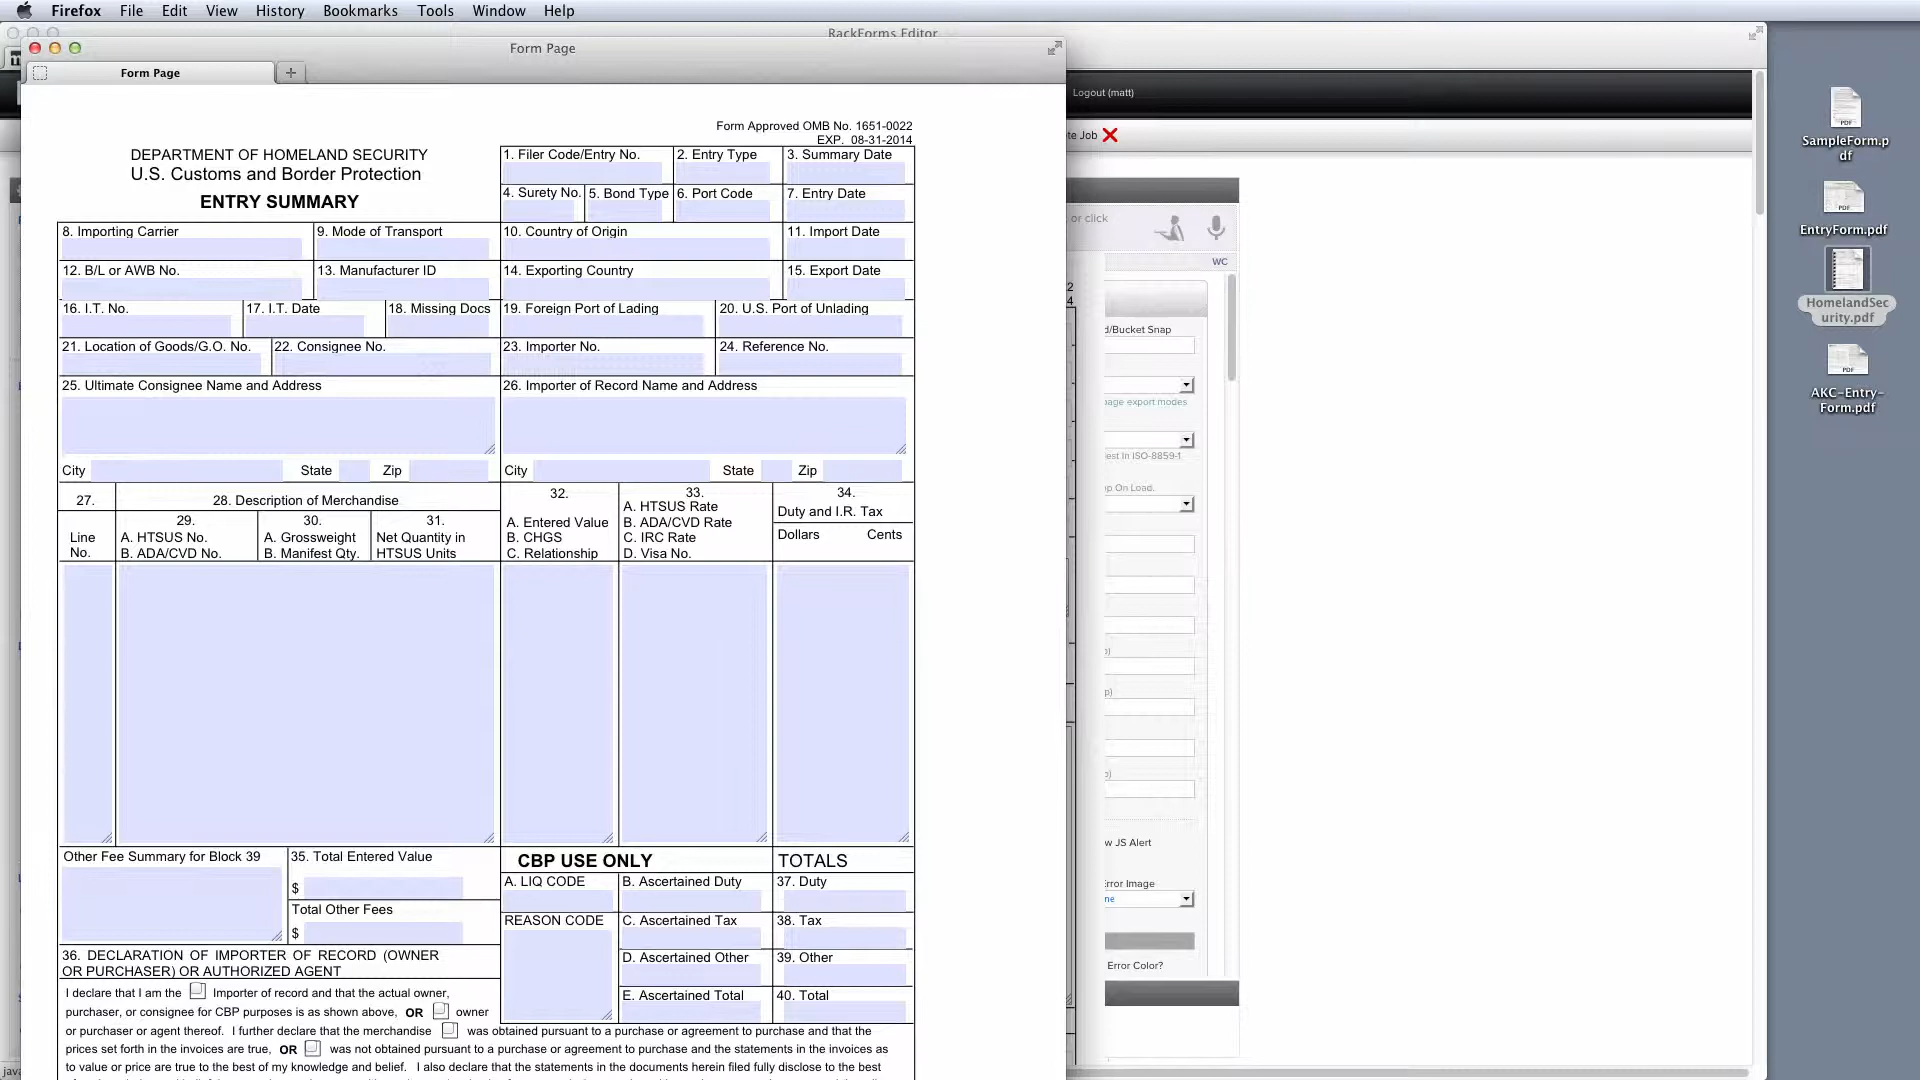 Firefox File Edit View History Bookmarks Tools Window Help
RackForms Editor
Form Page
Form Page
Logout (matt)
te Job
Form Approved OMB No. 1651-0022
EXP. 08-31-2014
DEPARTMENT OF HOMELAND SECURITY
U.S. Customs and Border Protection
ENTRY SUMMARY
1. Filer Code/Entry No. 2. Entry Type 3. Summary Date
4. Surety No. 5. Bond Type 6. Port Code 7. Entry Date
8. Importing Carrier 9. Mode of Transport 10. Country of Origin 11. Import Date
12. B/L or AWB No. 13. Manufacturer ID 14. Exporting Country 15. Export Date
16. I.T. No. 17. I.T. Date 18. Missing Docs 19. Foreign Port of Lading 20. U.S. Port of Unlading
21. Location of Goods/G.O. No. 22. Consignee No. 23. Importer No. 24. Reference No.
25. Ultimate Consignee Name and Address 26. Importer of Record Name and Address
City State Zip City State Zip
27. 28. Description of Merchandise 32. 33. 34.
Line No. 29. A. HTSUS No. B. ADA/CVD No.
30. A. Grossweight B. Manifest Qty.
31. Net Quantity in HTSUS Units
A. Entered Value B. CHGS C. Relationship
A. HTSUS Rate B. ADA/CVD Rate C. IRC Rate D. Visa No.
Duty and I.R. Tax
Dollars Cents
Other Fee Summary for Block 39 35. Total Entered Value
$
Total Other Fees
$
CBP USE ONLY TOTALS
A. LIQ CODE B. Ascertained Duty 37. Duty
REASON CODE C. Ascertained Tax 38. Tax
D. Ascertained Other 39. Other
E. Ascertained Total 40. Total
36. DECLARATION OF IMPORTER OF RECORD (OWNER
OR PURCHASER) OR AUTHORIZED AGENT
I declare that I am the Importer of record and that the actual owner,
purchaser, or consignee for CBP purposes is as shown above, OR owner
or purchaser or agent thereof. I further declare that the merchandise was obtained pursuant to a purchase or agreement to purchase and that the
prices set forth in the invoices are true, OR was not obtained pursuant to a purchase or agreement to purchase and the statements in the invoices as
to value or price are true to the best of my knowledge and belief. I also declare that the statements in the documents herein filed fully disclose to the best
or click
WC
d/Bucket Snap
age export modes
est In ISO-8859-1
p On Load.
w JS Alert
Error Image
ne
Error Color?
SampleForm.p
df
EntryForm.pdf
HomelandSec
urity.pdf
AKC-Entry-
Form.pdf
java